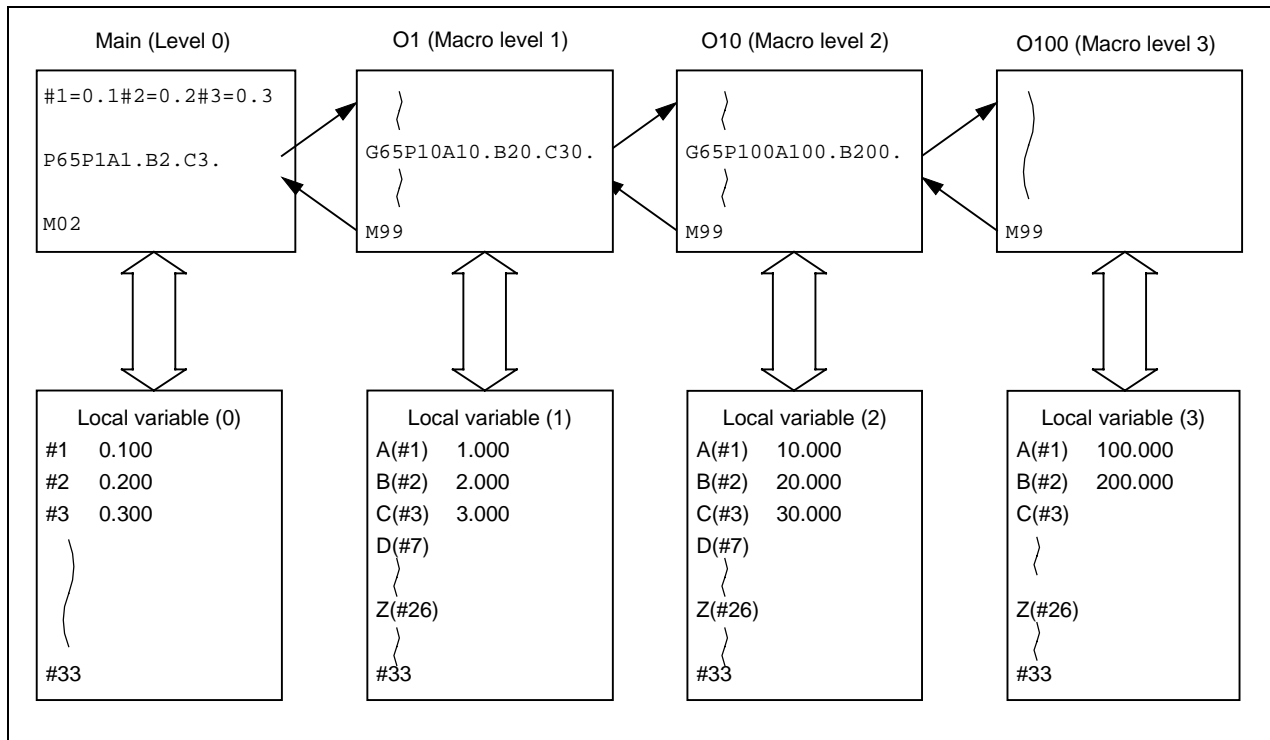 Main (Level 0)
#1=0.1#2=0.2#3=0.3
P65P1A1.B2.C3.
M02
O1 (Macro level 1)
G65P10A10.B20.C30.
M99
O10 (Macro level 2)
G65P100A100.B200.
M99
O100 (Macro level 3)
M99
Local variable (0)
#1 0.100
#2 0.200
#3 0.300
#33
Local variable (1)
A(#1) 1.000
B(#2) 2.000
C(#3) 3.000
D(#7)
Z(#26)
#33
Local variable (2)
A(#1) 10.000
B(#2) 20.000
C(#3) 30.000
D(#7)
Z(#26)
#33
Local variable (3)
A(#1) 100.000
B(#2) 200.000
C(#3)
Z(#26)
#33